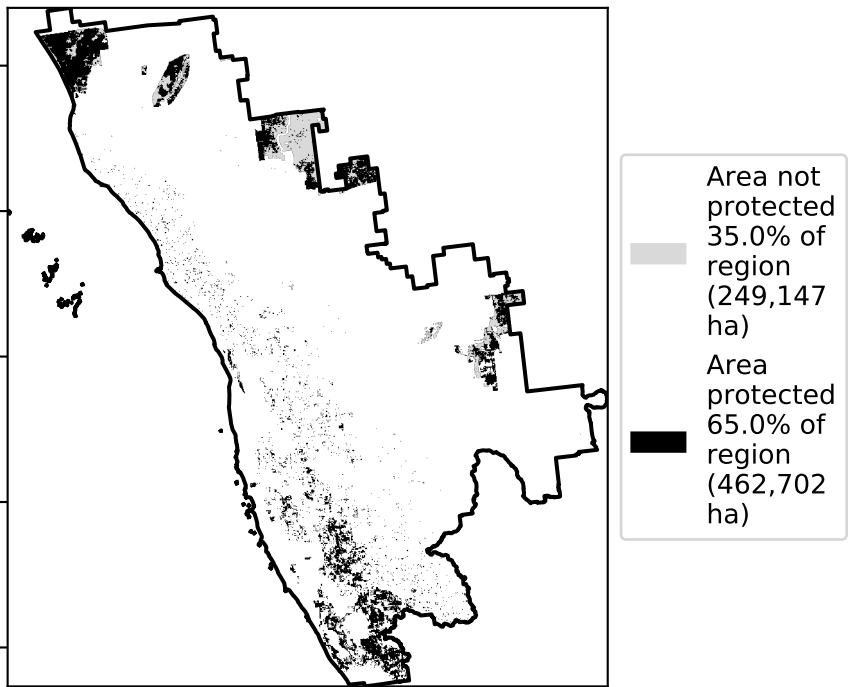 Area not
protected
35.0% of
region
(249,147
ha)
Area
protected
65.0% of
region
(462,702
ha)